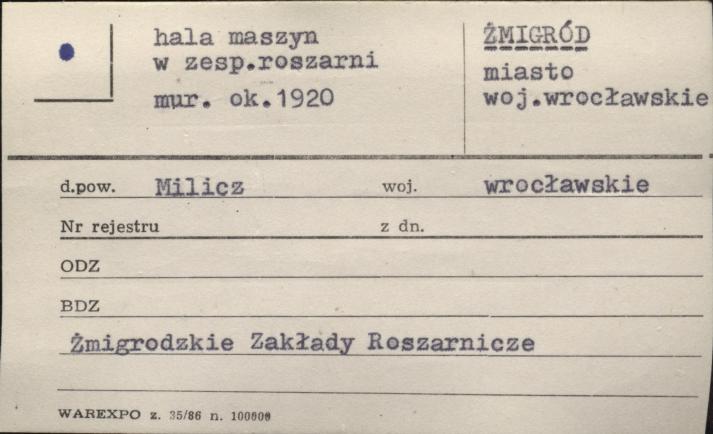 hala maszyn
w zesp.roszarni
mur. ok.1920
ŻMIGRÓD
miasto
woj.wrocławskie
d.pow. Milicz woj. wrocławskie
Nr rejestru z dn.
ODZ
BDZ
Żmigrodzkie Zakłady Roszarnicze
WAREXPO z. 35/86 n. 100000